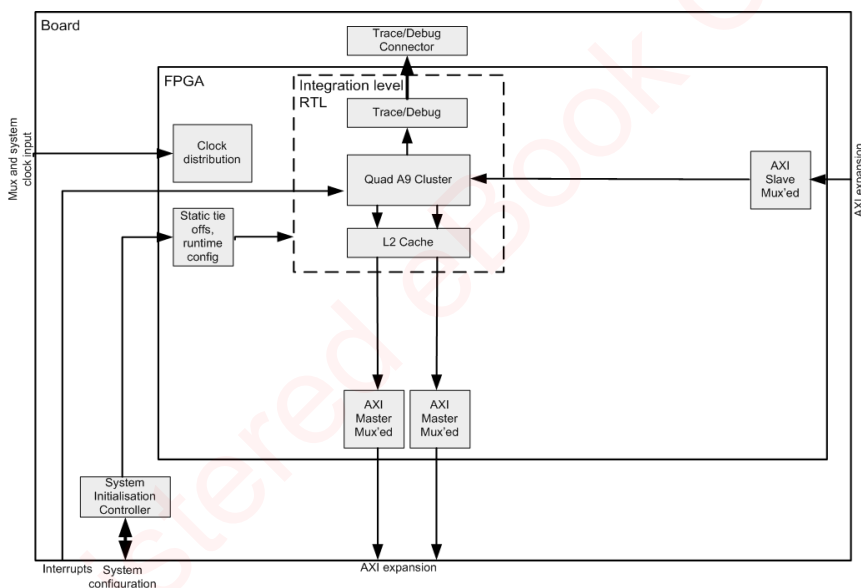 Board
Trace/Debug
Connector
FPGA
Integration level
RTL
Trace/Debug
Mux and system
clock input
Clock
distribution
Quad A9 Cluster
AXI
Slave
Mux'ed
AXI expansion
Static tie
offs,
runtime
config
L2 Cache
AXI
Master
Mux'ed
AXI
Master
Mux'ed
System
Initialisation
Controller
Interrupts
System
configuration
AXI expansion
istered eBook C